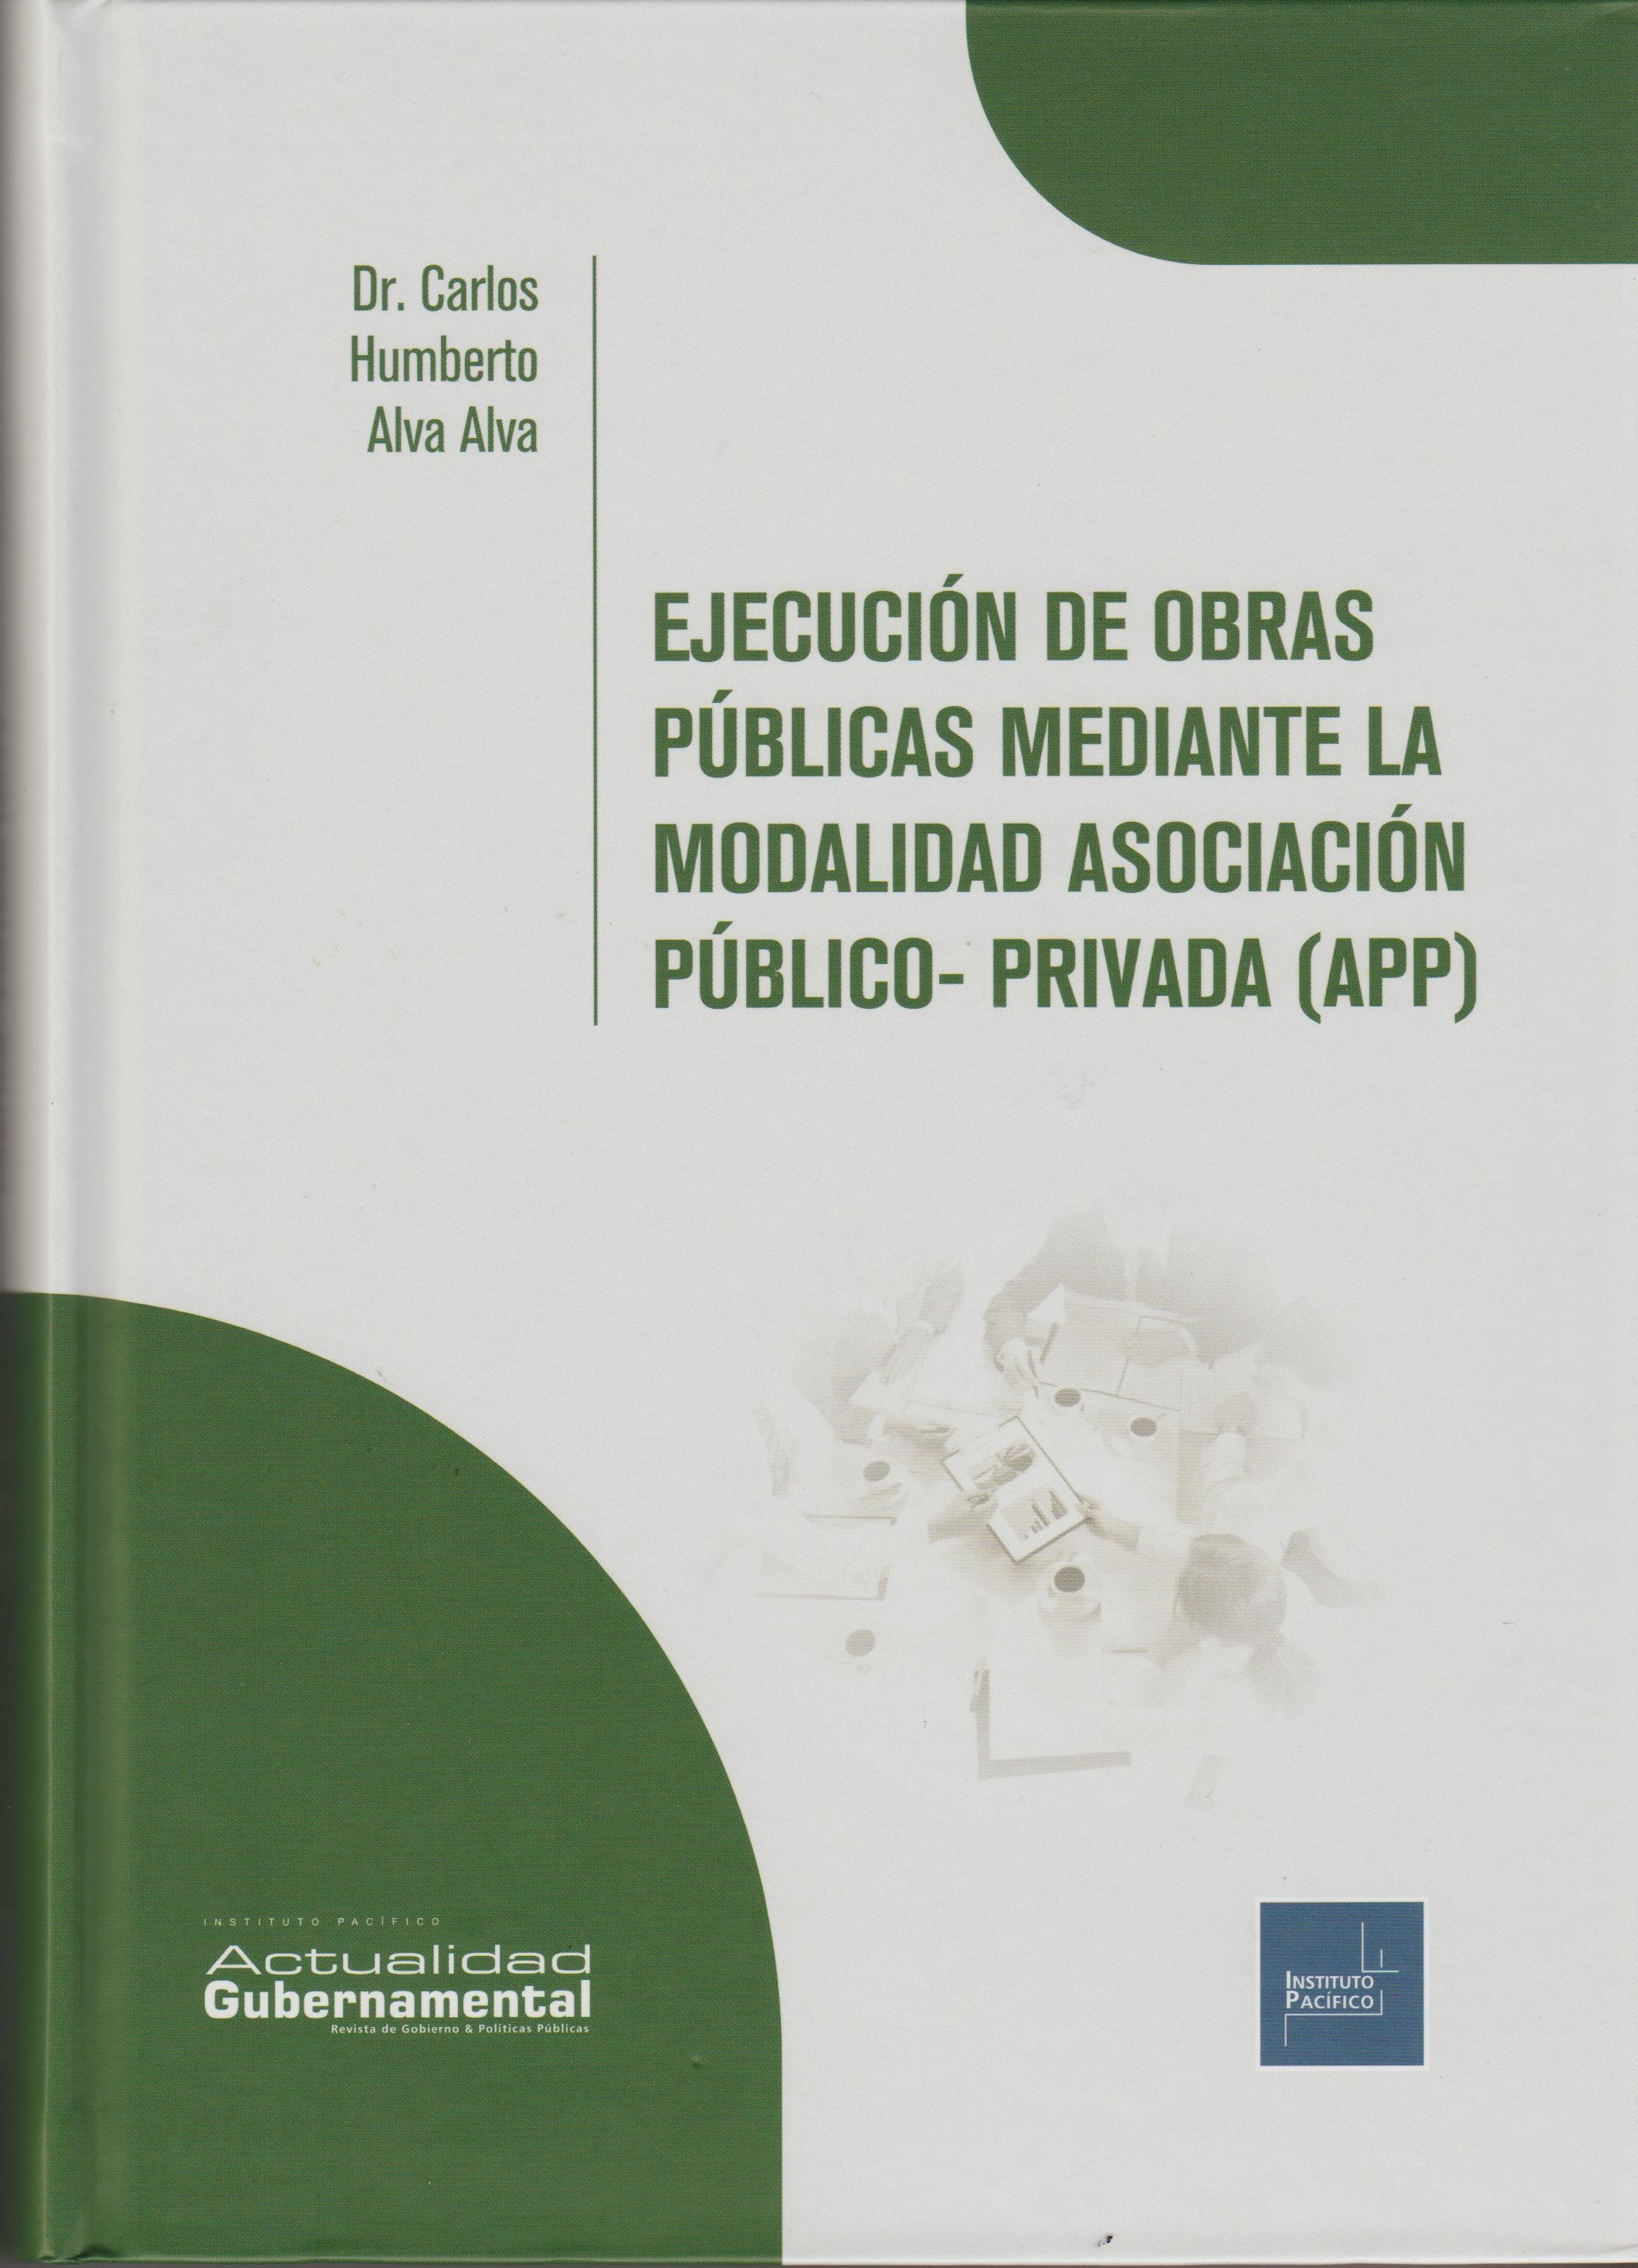 Dr. Carlos
Humberto
Alva Alva
EJECUCIÓN DE OBRAS
PÚBLICAS MEDIANTE LA
MODALIDAD ASOCIACIÓN
PÚBLICO- PRIVADA (APP)
INSTITUTO PACÍFICO
Actualidad
Gubernamental
Revista de Gobierno & Políticas Públicas
INSTITUTO
PACÍFICO